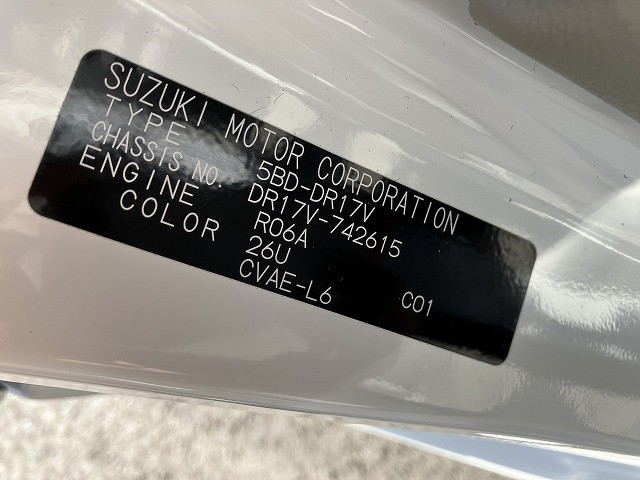 SUZUKI MOTOR CORPORATION
TYPE 5BD-DR17V
CHASSIS NO. DR17V-742615
ENGINE R06A
COLOR 26U
CVAE-L6 C01